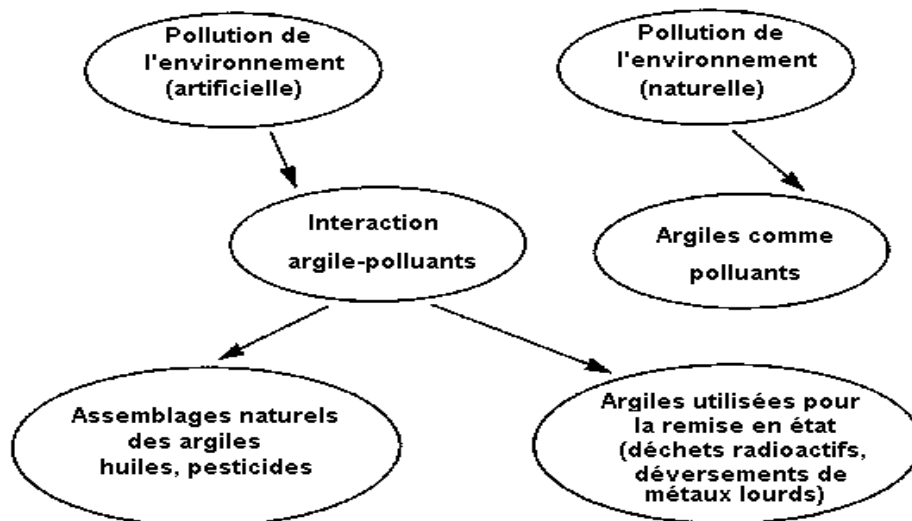 Pollution de
l'environnement
(artificielle)
Pollution de
l'environnement
(naturelle)
Interaction
argile-polluants
Argiles comme
polluants
Assemblages naturels
des argiles
huiles, pesticides
Argiles utilisées pour
la remise en état
(déchets radioactifs,
déversements de
métaux lourds)